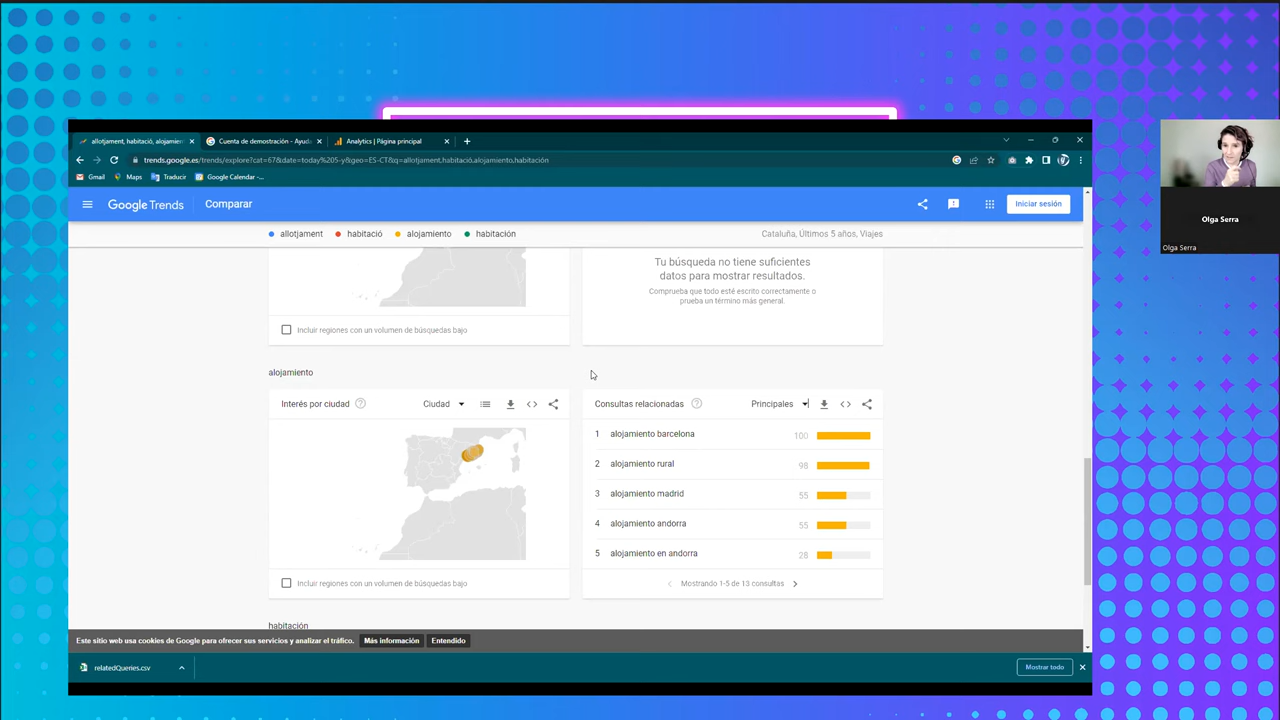 allotjament, habitació, alojamien
Cuenta de demostración - Ayuda
Analytics | Página principal
trends.google.es/trends/explore?cat=67&date=today%205-y&geo=ES-CT&q=allotjament,habitació,alojamiento,habitación
Gmail
Maps
Traducir
Google Calendar -...
Google Trends
Comparar
Iniciar sesión
allotjament
habitació
alojamiento
habitación
Cataluña, Últimos 5 años, Viajes
Tu búsqueda no tiene suficientes
datos para mostrar resultados.
Comprueba que todo esté escrito correctamente o
prueba un término más general.
Incluir regiones con un volumen de búsquedas bajo
alojamiento
Interés por ciudad
Ciudad
Consultas relacionadas
Principales
1 alojamiento barcelona 100
2 alojamiento rural 98
3 alojamiento madrid 55
4 alojamiento andorra 55
5 alojamiento en andorra 28
Incluir regiones con un volumen de búsquedas bajo
Mostrando 1-5 de 13 consultas
habitación
Este sitio web usa cookies de Google para ofrecer sus servicios y analizar el tráfico.
Más información
Entendido
relatedQueries.csv
Mostrar todo
Olga Serra
Olga Serra